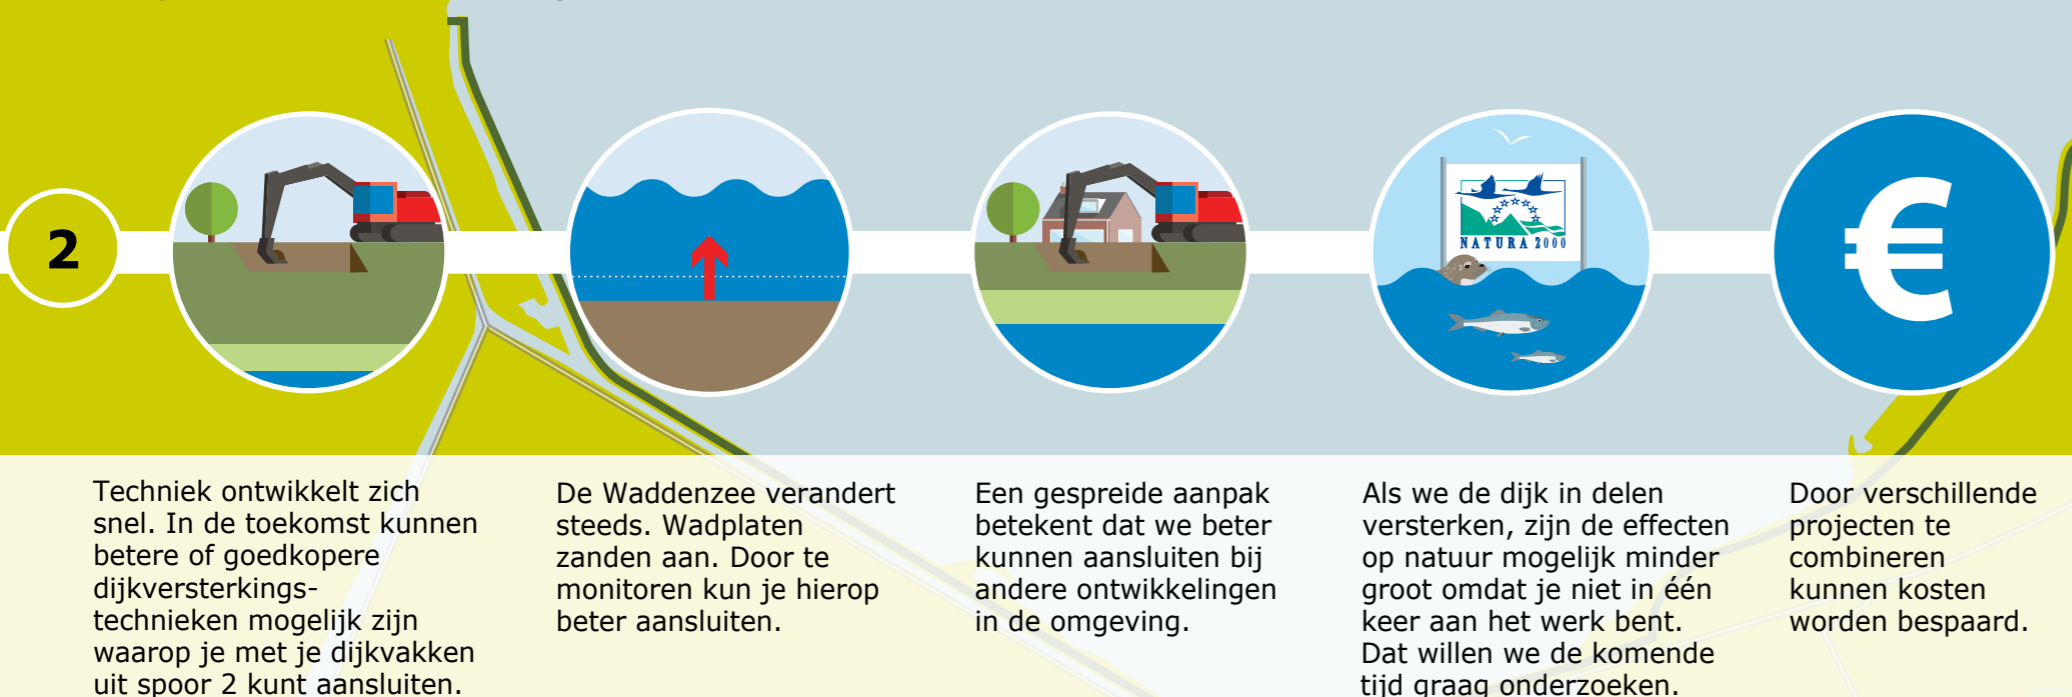 2
NATURA 2000
€
Techniek ontwikkelt zich
snel. In de toekomst kunnen
betere of goedkopere
dijkversterkings-
technieken mogelijk zijn
waarop je met je dijkvakken
uit spoor 2 kunt aansluiten.
De Waddenzee verandert
steeds. Wadplaten
zanden aan. Door te
monitoren kun je hierop
beter aansluiten.
Een gespreide aanpak
betekent dat we beter
kunnen aansluiten bij
andere ontwikkelingen
in de omgeving.
Als we de dijk in delen
versterken, zijn de effecten
op natuur mogelijk minder
groot omdat je niet in één
keer aan het werk bent.
Dat willen we de komende
tijd graag onderzoeken.
Door verschillende
projecten te
combineren
kunnen kosten
worden bespaard.